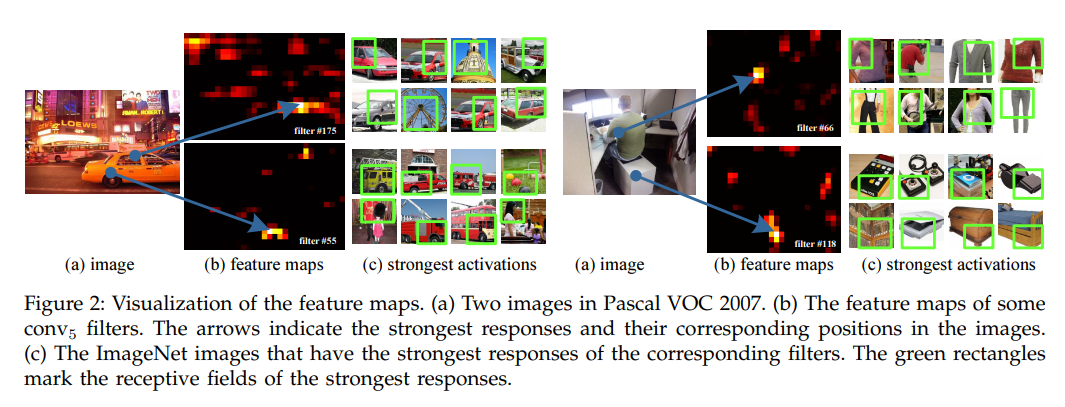 LOEWS
filter #175
filter #55
filter #66
filter #118
(a) image
(b) feature maps
(c) strongest activations
(a) image
(b) feature maps
(c) strongest activations
Figure 2: Visualization of the feature maps. (a) Two images in Pascal VOC 2007. (b) The feature maps of some
conv5 filters. The arrows indicate the strongest responses and their corresponding positions in the images.
(c) The ImageNet images that have the strongest responses of the corresponding filters. The green rectangles
mark the receptive fields of the strongest responses.